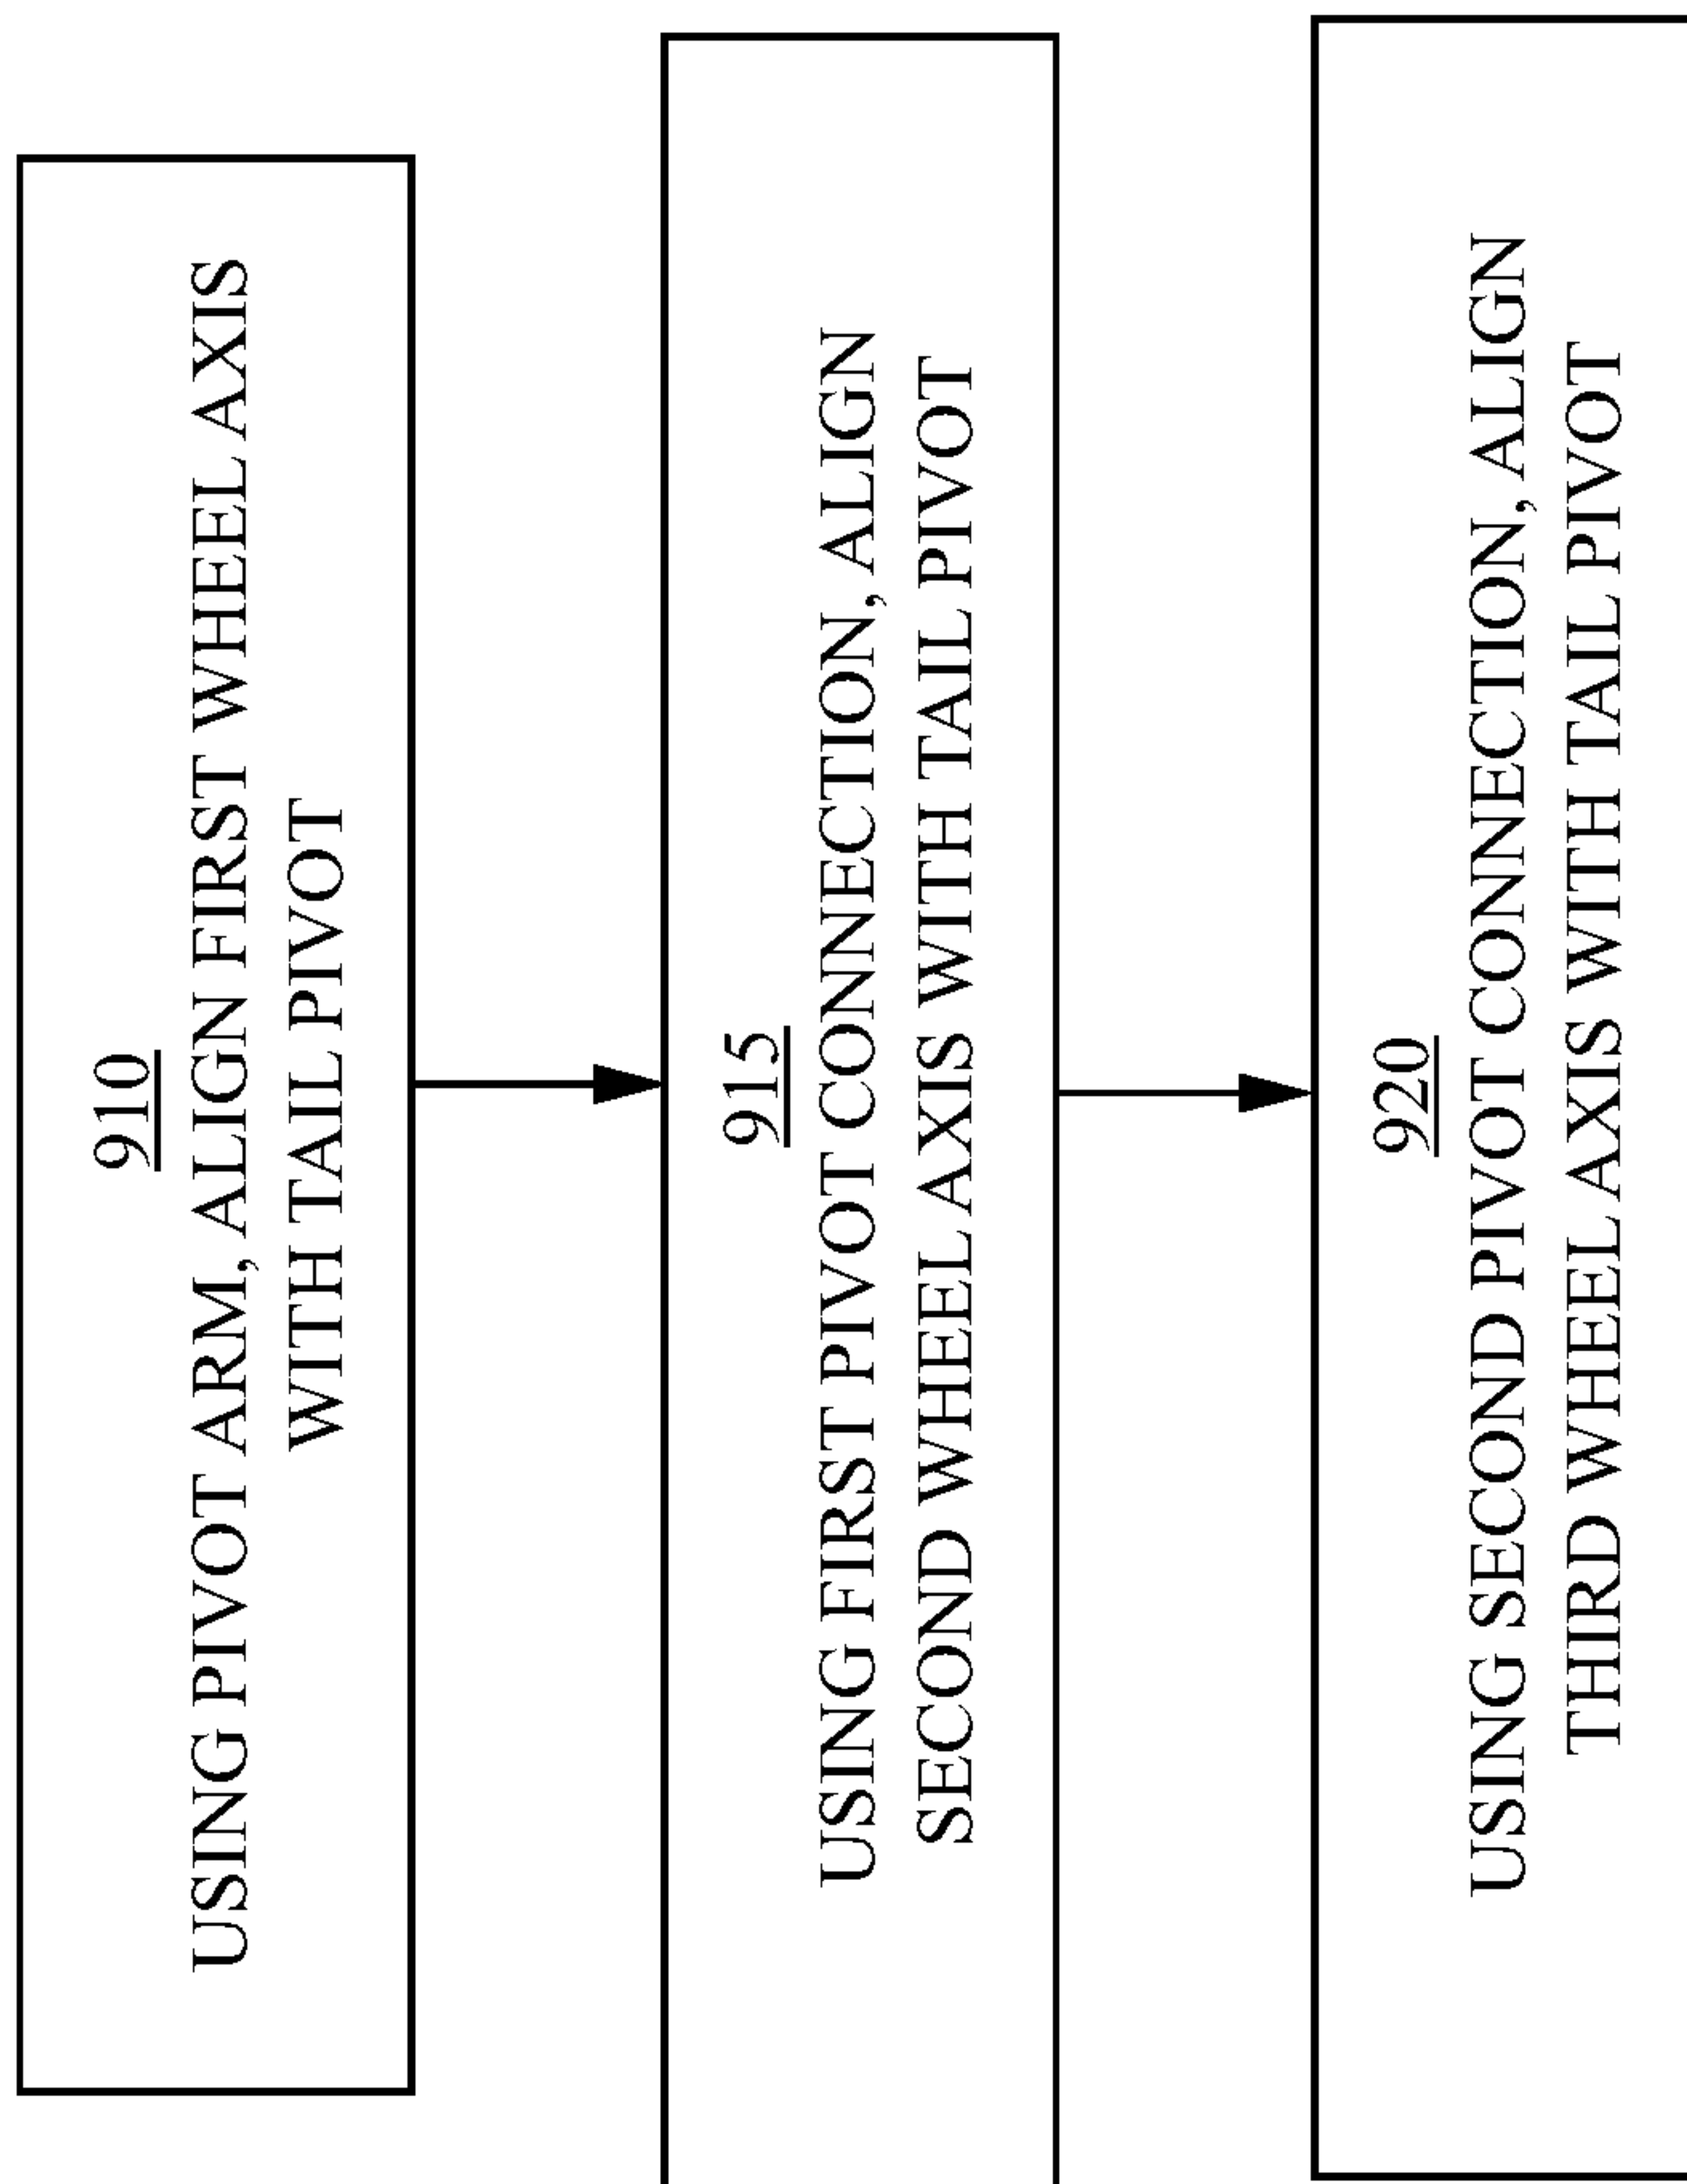 910
USING PIVOT ARM, ALIGN FIRST WHEEL AXIS
WITH TAIL PIVOT
915
USING FIRST PIVOT CONNECTION, ALIGN
SECOND WHEEL AXIS WITH TAIL PIVOT
920
USING SECOND PIVOT CONNECTION, ALIGN
THIRD WHEEL AXIS WITH TAIL PIVOT